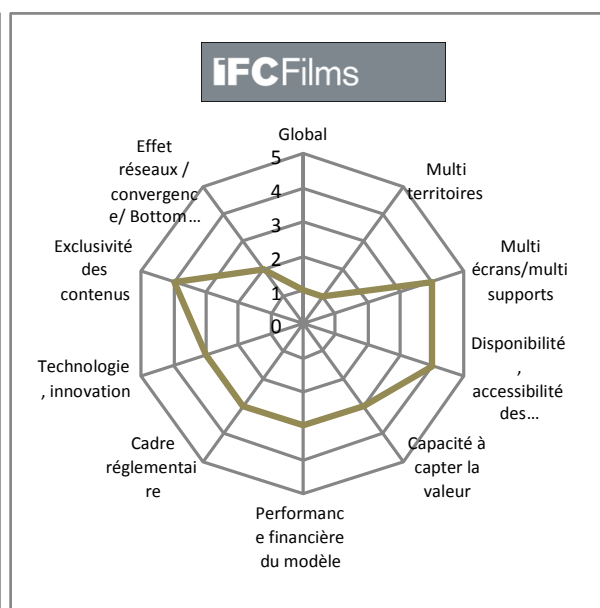 IFCFilms
Global
5
4
3
2
1
0
Multi
territoires
Multi
écrans/multi
supports
Disponibilité
,
accessibilité
des...
Capacité à
capter la
valeur
Performanc
e financière
du modèle
Cadre
réglementai
re
Technologie
, innovation
Exclusivité
des
contenus
Effet
réseaux /
convergenc
e/ Bottom...